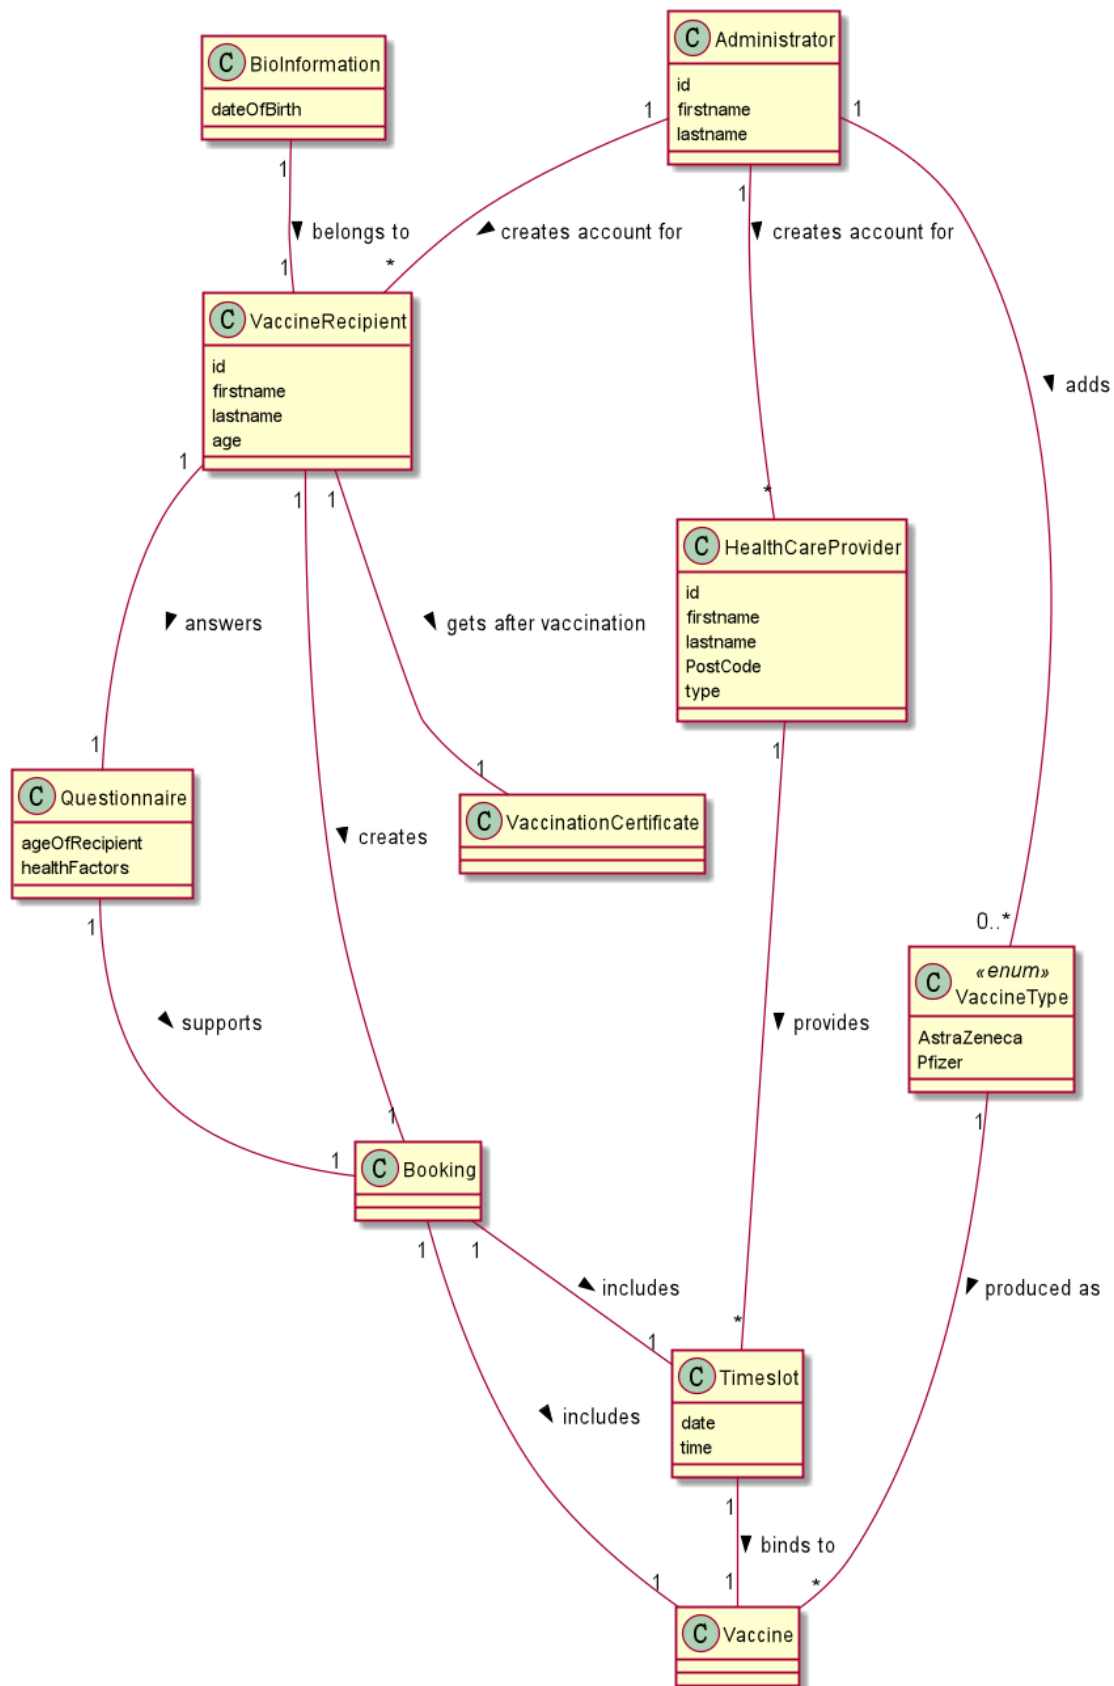 C Administrator
id
firstname
lastname
C BioInformation
dateOfBirth
1
1
1
1
belongs to
creates account for
creates account for
1
*
C VaccineRecipient
id
firstname
lastname
age
adds
1
1
1
*
C HealthCareProvider
id
firstname
lastname
PostCode
type
answers
gets after vaccination
1
1
1
C Questionnaire
ageOfRecipient
healthFactors
C VaccinationCertificate
creates
1
0..*
C «enum»
VaccineType
AstraZeneca
Pfizer
supports
provides
1
1
1
C Booking
1
1
includes
produced as
*
1
C Timeslot
date
time
includes
1
binds to
1
1
*
C Vaccine